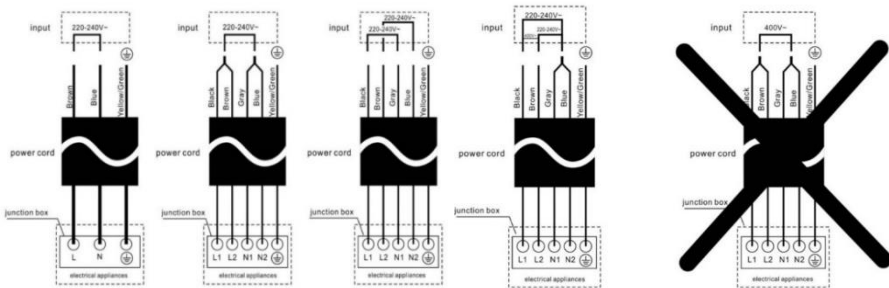 input
220-240V~
Brown
Blue
Yellow/Green
power cord
junction box
L N
electrical appliances
input
220-240V~
Black
Brown
Gray
Blue
Yellow/Green
power cord
junction box
L1 L2 N1 N2
electrical appliances
input
220-240V~
220-240V~
Black
Brown
Gray
Blue
Yellow/Green
power cord
junction box
L1 L2 N1 N2
electrical appliances
input
220-240V~
220-240V~
Black
Brown
Gray
Blue
Yellow/Green
power cord
junction box
L1 L2 N1 N2
electrical appliances
input
400V~
Brown
Gray
Blue
Yellow/Green
power cord
junction box
L1 L2 N1 N2
electrical appliances